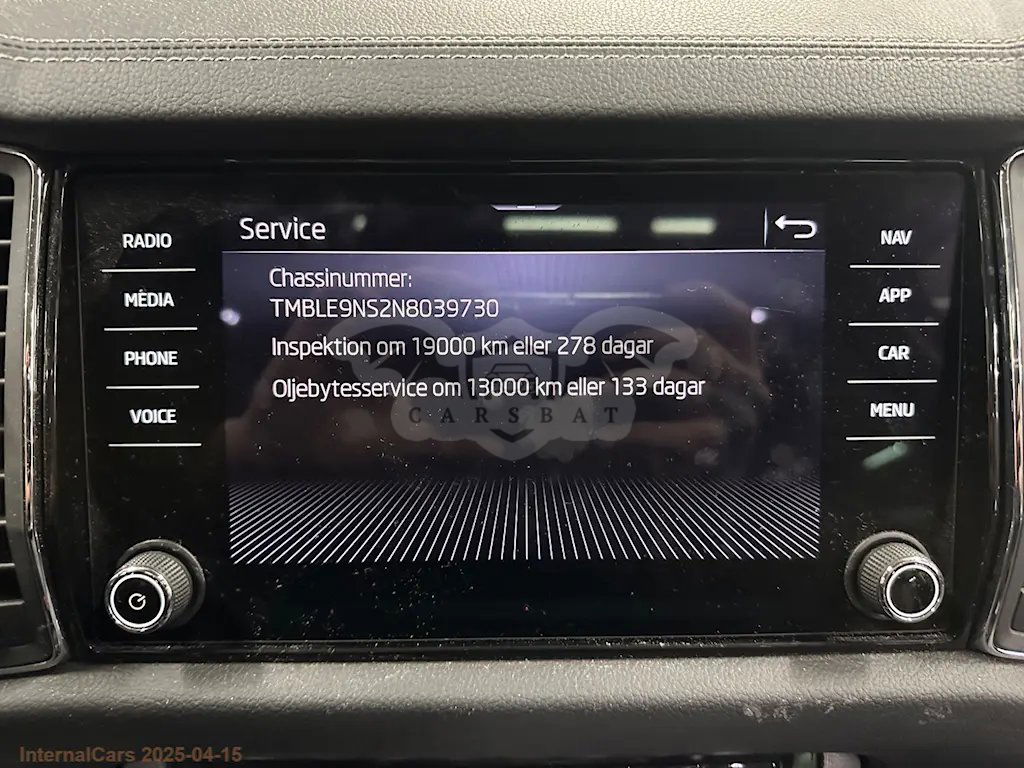 Service
RADIO
MEDIA
PHONE
VOICE
Chassinummer:
TMBLE9NS2N8039730
Inspektion om 19000 km eller 278 dagar
Oljebytesservice om 13000 km eller 133 dagar
CARSBAT
NAV
APP
CAR
MENU
InternalCars 2025-04-15